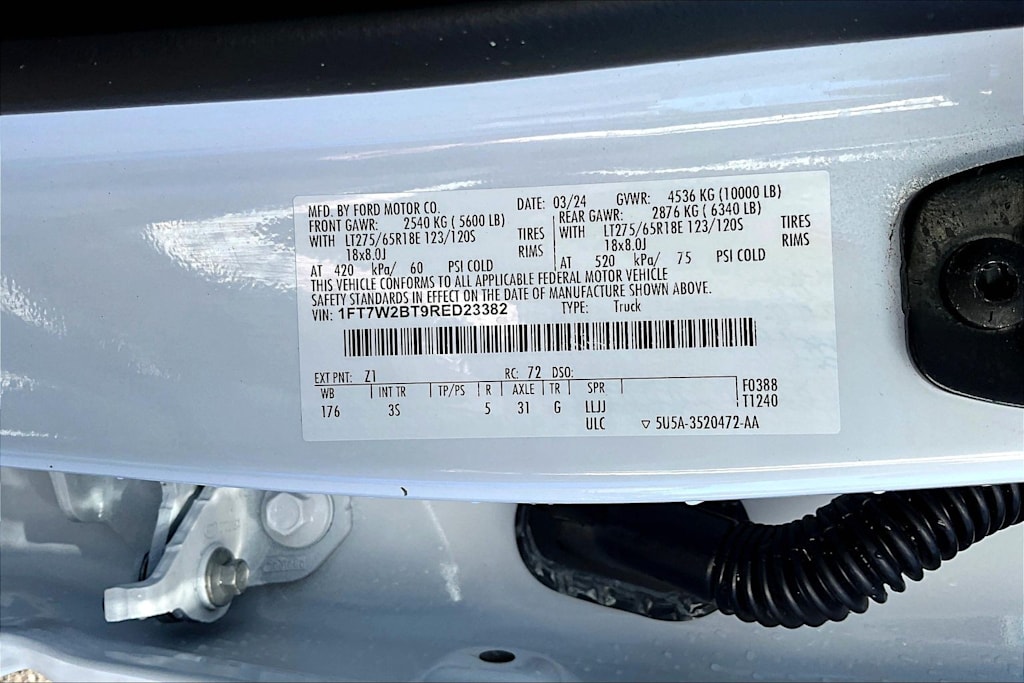 MFD. BY FORD MOTOR CO. DATE: 03/24 GVWR: 4536 KG (10000 LB)
FRONT GAWR: 2540 KG ( 5600 LB) REAR GAWR: 2876 KG ( 6340 LB)
WITH LT275/65R18E 123/120S TIRES WITH LT275/65R18E 123/120S TIRES
18x8.0J RIMS 18x8.0J RIMS
AT 420 kPa/ 60 PSI COLD AT 520 kPa/ 75 PSI COLD
THIS VEHICLE CONFORMS TO ALL APPLICABLE FEDERAL MOTOR VEHICLE
SAFETY STANDARDS IN EFFECT ON THE DATE OF MANUFACTURE SHOWN ABOVE.
VIN: 1FT7W2BT9RED23382 TYPE: Truck
EXT PNT: Z1 RC: 72 DSO:
WB INT TR TP/PS R AXLE TR SPR F0388
176 3S 5 31 G LLJJ T1240
ULC ▽ 5U5A-3520472-AA